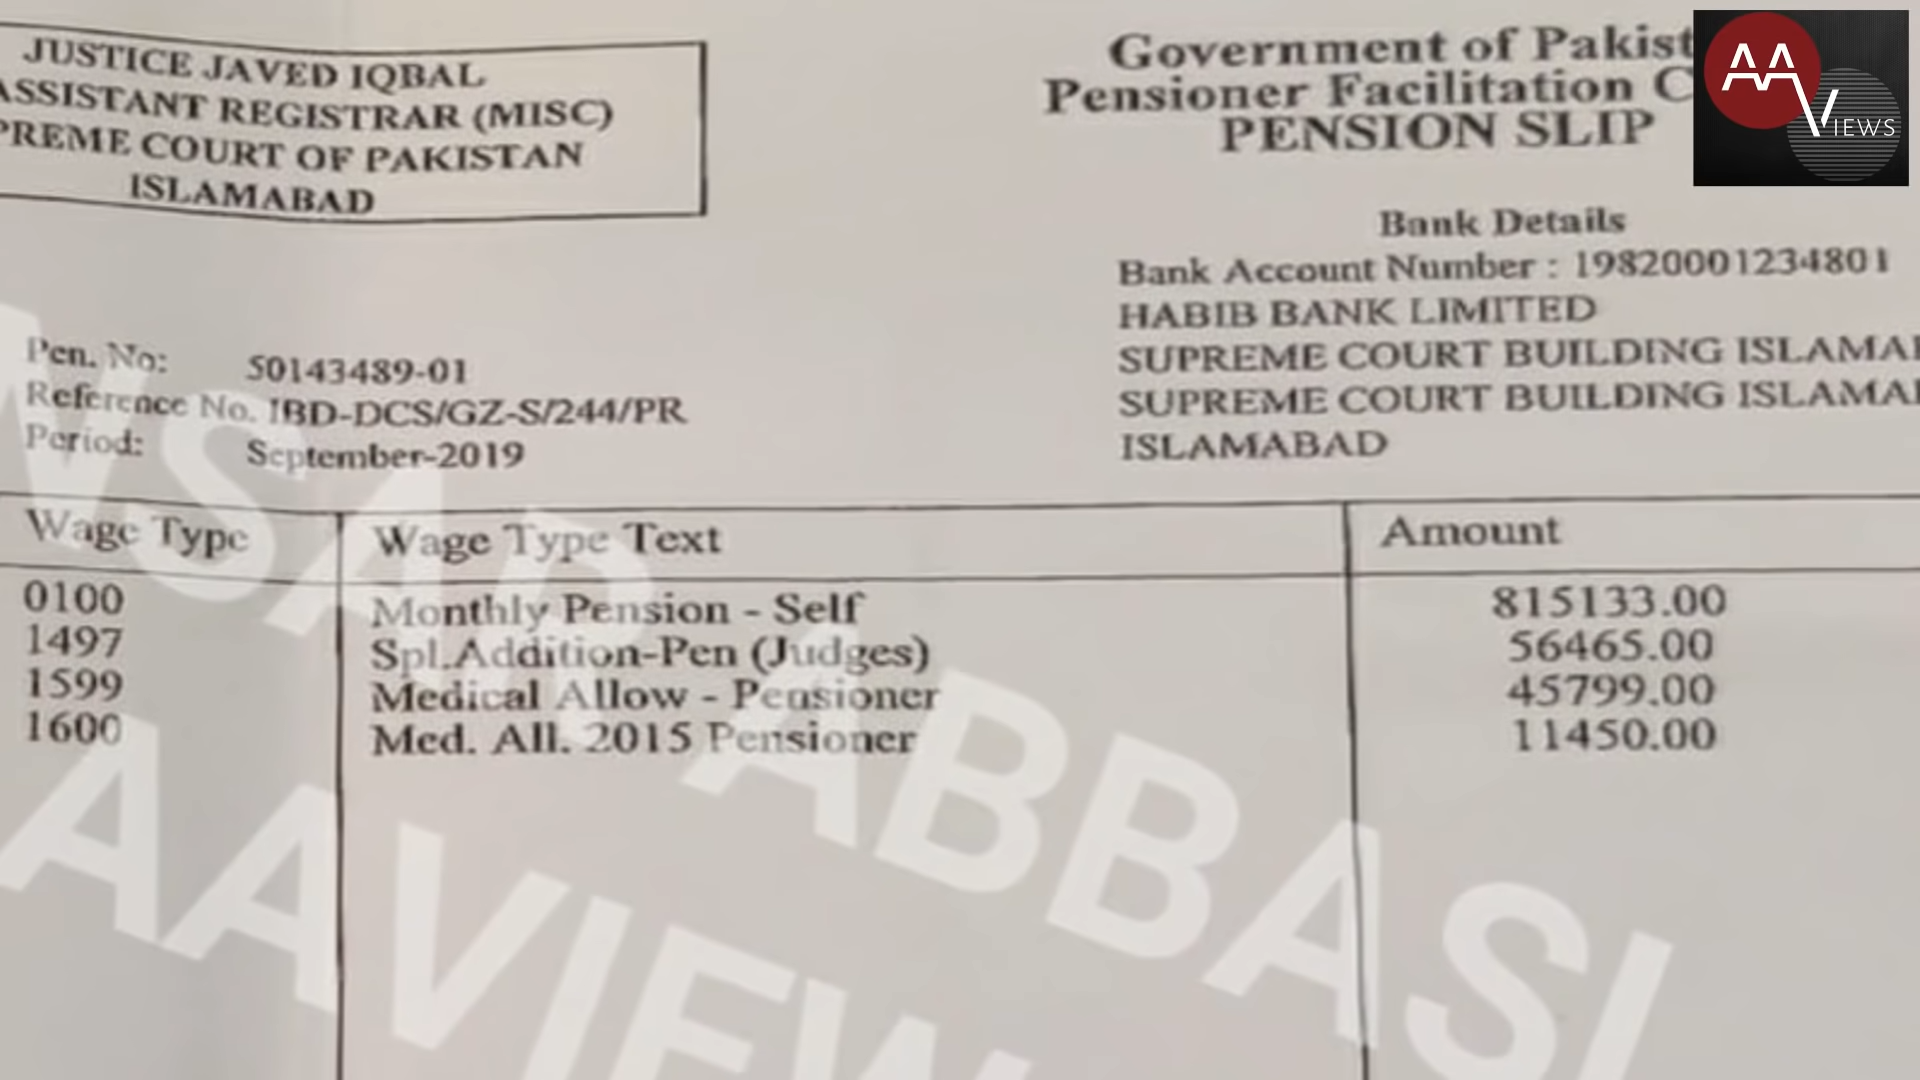 JUSTICE JAVED IQBAL
ASSISTANT REGISTRAR (MISC)
PREME COURT OF PAKISTAN
ISLAMABAD
Government of Pakist
Pensioner Facilitation C
PENSION SLIP
AA VIEWS
Bank Details
Bank Account Number : 19820001234801
HABIB BANK LIMITED
SUPREME COURT BUILDING ISLAMA
SUPREME COURT BUILDING ISLAMA
ISLAMABAD
Pen. No: 50143489-01
Reference No. IBD-DCS/GZ-S/244/PR
Period: September-2019
Wage Type Wage Type Text Amount
0100 Monthly Pension - Self 815133.00
1497 Spl.Addition-Pen (Judges) 56465.00
1599 Medical Allow - Pensioner 45799.00
1600 Med. All. 2015 Pensioner 11450.00
NSAR ABBASI
AAVIEW